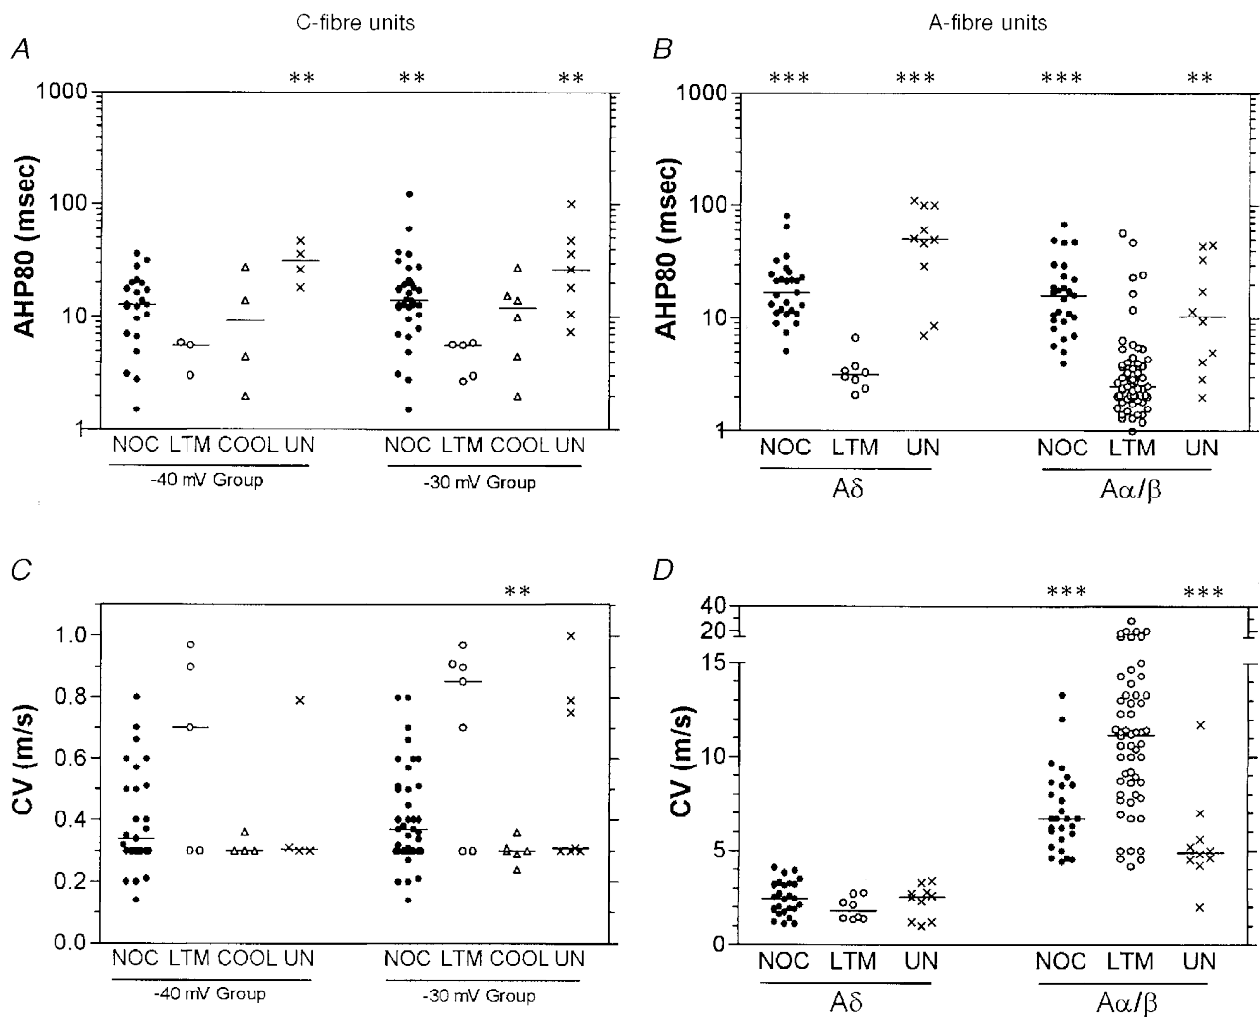 C-fibre units
A-fibre units
A
B
** ** **
*** *** *** **
1000
100
10
1
AHP80 (msec)
NOC LTM COOL UN
-40 mV Group
NOC LTM COOL UN
-30 mV Group
1000
100
10
1
AHP80 (msec)
NOC LTM UN
Aδ
NOC LTM UN
Aα/β
C
D
**
*** ***
1.0
0.8
0.6
0.4
0.2
0.0
CV (m/s)
NOC LTM COOL UN
-40 mV Group
NOC LTM COOL UN
-30 mV Group
40
20
15
10
5
0
CV (m/s)
NOC LTM UN
Aδ
NOC LTM UN
Aα/β